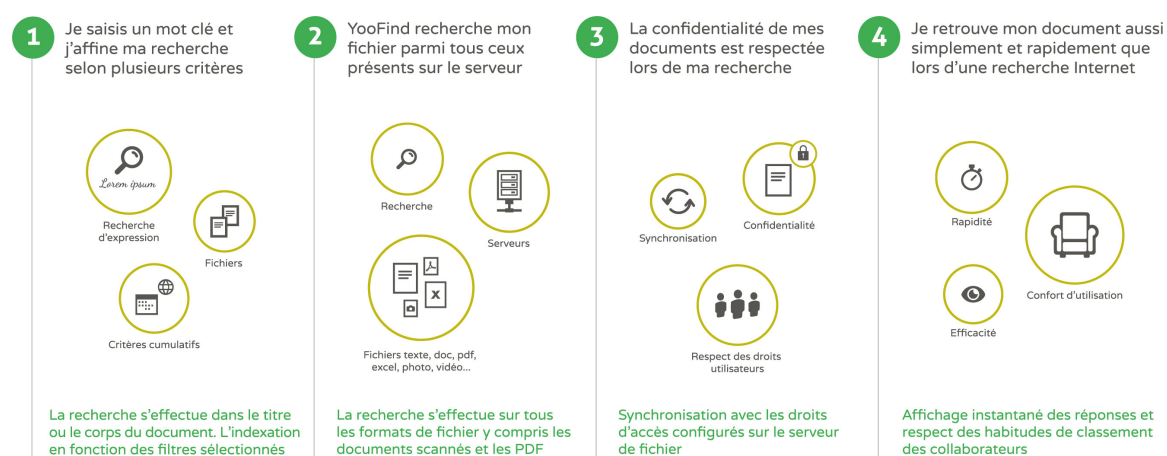 1
Je saisis un mot clé et
j'affine ma recherche
selon plusieurs critères
Lorem ipsum
Recherche
d'expression
Fichiers
Critères cumulatifs
La recherche s'effectue dans le titre
ou le corps du document. L'indexation
en fonction des filtres sélectionnés
2
YooFind recherche mon
fichier parmi tous ceux
présents sur le serveur
Recherche
Serveurs
X
Fichiers texte, doc, pdf,
excel, photo, vidéo...
La recherche s'effectue sur tous
les formats de fichier y compris les
documents scannés et les PDF
3
La confidentialité de mes
documents est respectée
lors de ma recherche
Synchronisation
Confidentialité
Respect des droits
utilisateurs
Synchronisation avec les droits
d'accès configurés sur le serveur
de fichier
4
Je retrouve mon document aussi
simplement et rapidement que
lors d'une recherche Internet
Rapidité
Confort d'utilisation
Efficacité
Affichage instantané des réponses et
respect des habitudes de classement
des collaborateurs